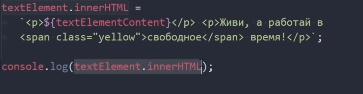 textElement.innerHTML =
`<p>${textElementContent}</p> <p>Живи, а работай в
<span class="yellow">свободное</span> время!</p>`;
console.log(textElement.innerHTML);